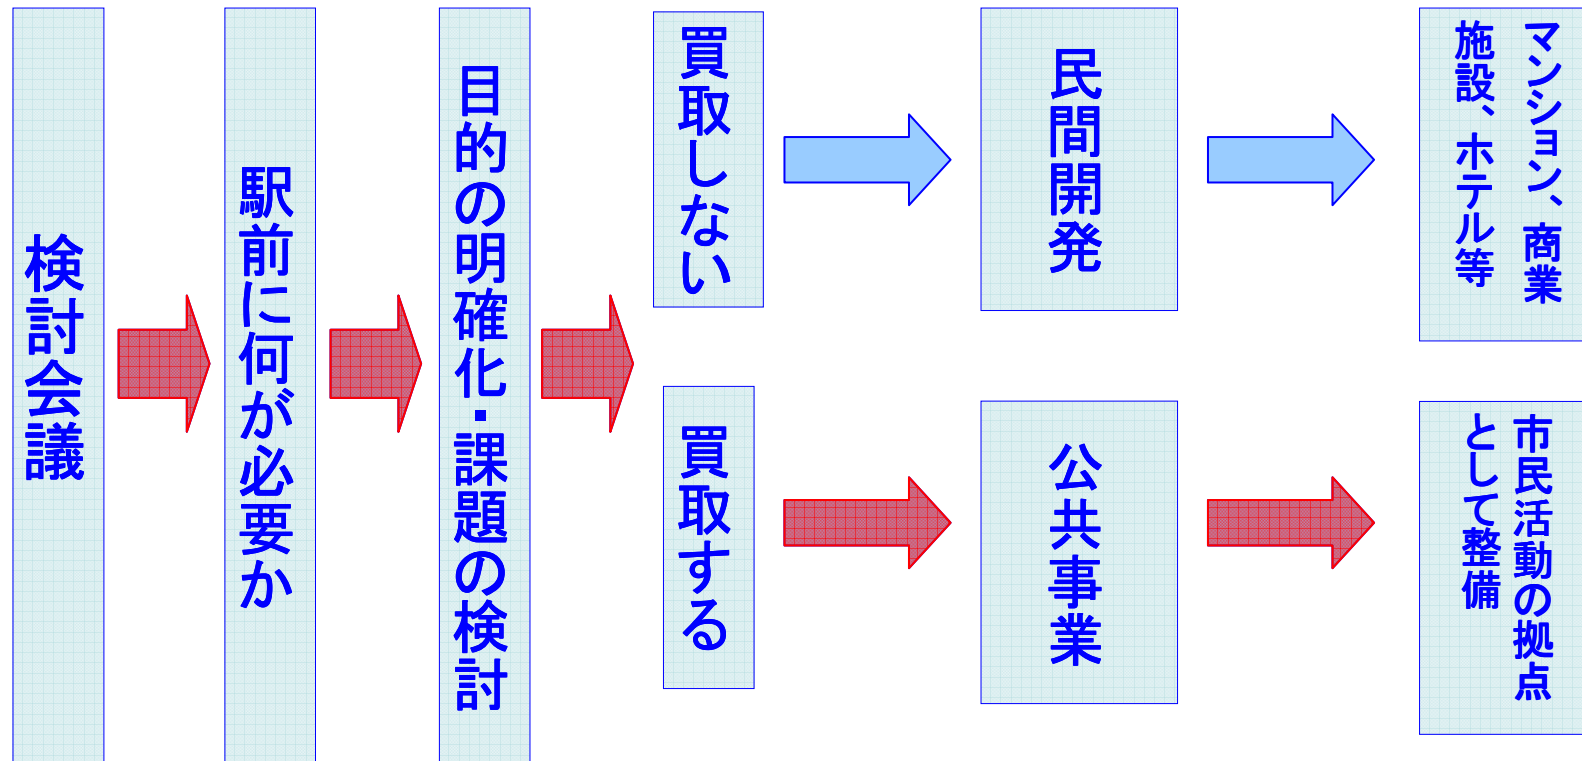 検討会議
駅前に何が必要か
目的の明確化・課題の検討
買取しない
民間開発
マンション、商業
施設、ホテル等
買取する
公共事業
市民活動の拠点
として整備